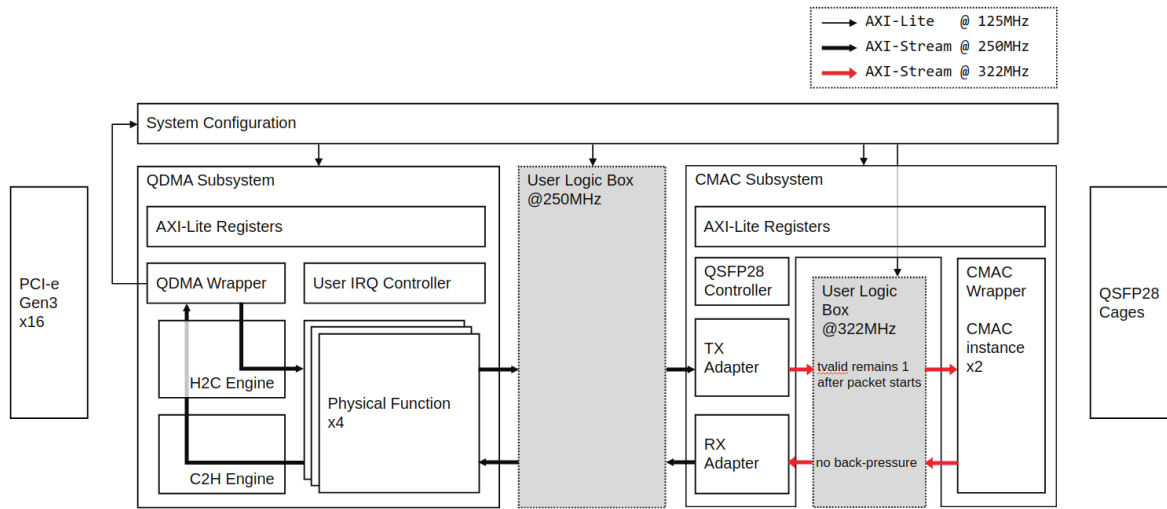 AXI-Lite @ 125MHz
AXI-Stream @ 250MHz
AXI-Stream @ 322MHz
System Configuration
PCI-e
Gen3
x16
QDMA Subsystem
AXI-Lite Registers
QDMA Wrapper
User IRQ Controller
H2C Engine
C2H Engine
Physical Function
x4
User Logic Box
@250MHz
CMAC Subsystem
AXI-Lite Registers
QSFP28
Controller
TX
Adapter
RX
Adapter
User Logic
Box
@322MHz
tvalid remains 1
after packet starts
no back-pressure
CMAC
Wrapper
CMAC
instance
x2
QSFP28
Cages